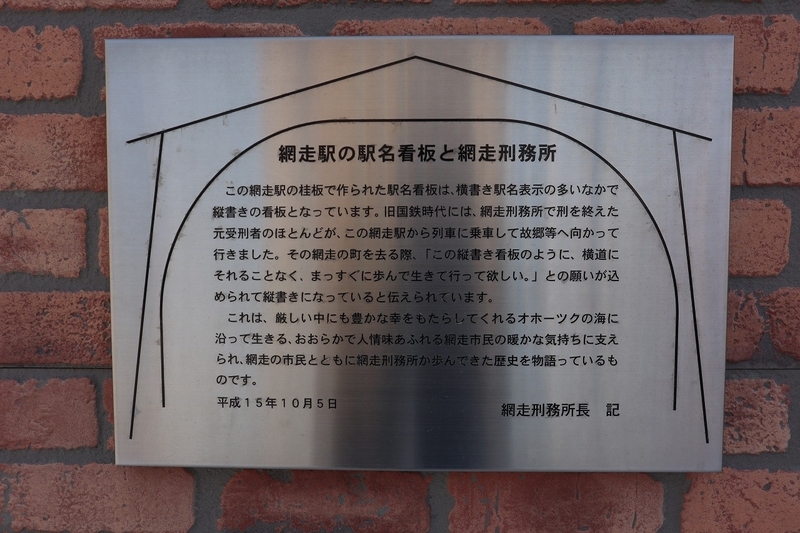 網走駅の駅名看板と網走刑務所
この網走駅の桂板で作られた駅名看板は、横書き駅名表示の多いなかで
縦書きの看板となっています。旧国鉄時代には、網走刑務所で刑を終えた
元受刑者のほとんどが、この網走駅から列車に乗車して故郷等へ向かって
行きました。その網走の町を去る際、「この縦書き看板のように、横道に
それることなく、まっすぐに歩んで生きて行って欲しい。」との願いが込
められて縦書きになっていると伝えられています。
これは、厳しい中にも豊かな幸をもたらしてくれるオホーツクの海に
沿って生きる、おおらかで人情味あふれる網走市民の暖かな気持ちに支え
られ、網走の市民とともに網走刑務所が歩んできた歴史を物語っているも
のです。
平成15年10月5日
網走刑務所長 記